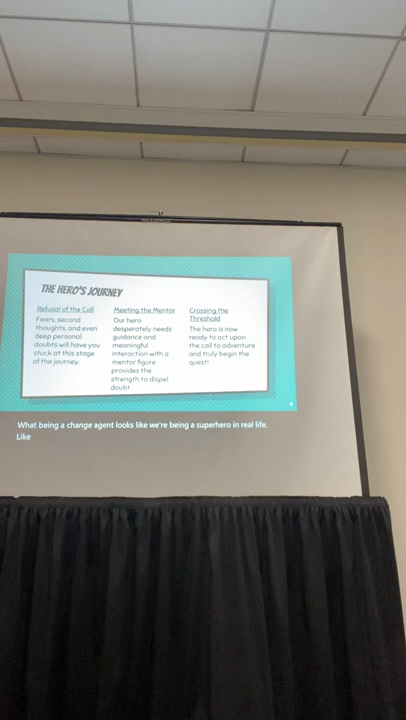 THE HERO'S JOURNEY
Refusal of the Call
Fears, second
thoughts, and even
deep personal
doubts will have you
stuck at this stage
of the journey.
Meeting the Mentor
Our hero
desperately needs
guidance and
meaningful
interaction with a
mentor figure
provides the
strength to dispel
doubt.
Crossing the
Threshold
The hero is now
ready to act upon
the call to adventure
and truly begin the
quest!
What being a change agent looks like we're being a superhero in real life.
Like